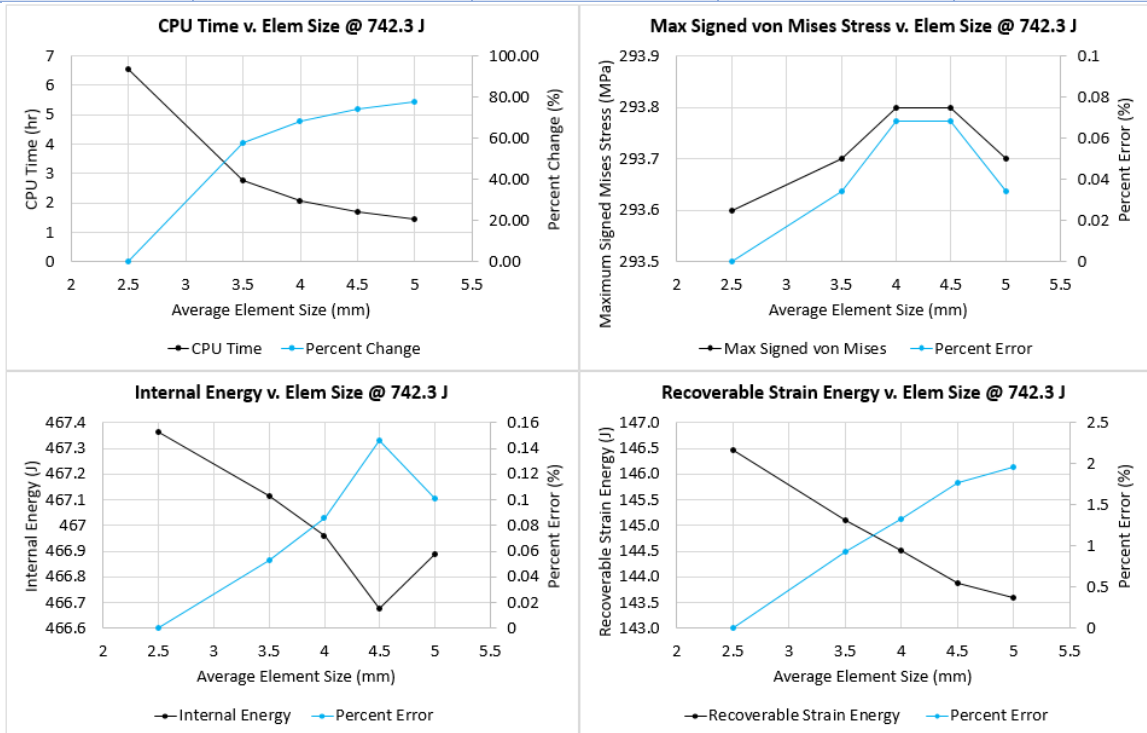 CPU Time v. Elem Size @ 742.3 J
7
6
5
4
3
2
1
0
CPU Time (hr)
100.00
80.00
60.00
40.00
20.00
0.00
Percent Change (%)
2 2.5 3 3.5 4 4.5 5 5.5
Average Element Size (mm)
CPU Time Percent Change
Max Signed von Mises Stress v. Elem Size @ 742.3 J
293.9
293.8
293.7
293.6
293.5
Maximum Signed Mises Stress (MPa)
0.1
0.08
0.06
0.04
0.02
0
Percent Error (%)
2 2.5 3 3.5 4 4.5 5 5.5
Average Element Size (mm)
Max Signed von Mises Percent Error
Internal Energy v. Elem Size @ 742.3 J
467.4
467.3
467.2
467.1
467
466.9
466.8
466.7
466.6
Internal Energy (J)
0.16
0.14
0.12
0.1
0.08
0.06
0.04
0.02
0
Percent Error (%)
2 2.5 3 3.5 4 4.5 5 5.5
Average Element Size (mm)
Internal Energy Percent Error
Recoverable Strain Energy v. Elem Size @ 742.3 J
147.0
146.5
146.0
145.5
145.0
144.5
144.0
143.5
143.0
Recoverable Strain Energy (J)
2.5
2
1.5
1
0.5
0
Percent Error (%)
2 2.5 3 3.5 4 4.5 5 5.5
Average Element Size (mm)
Recoverable Strain Energy Percent Error